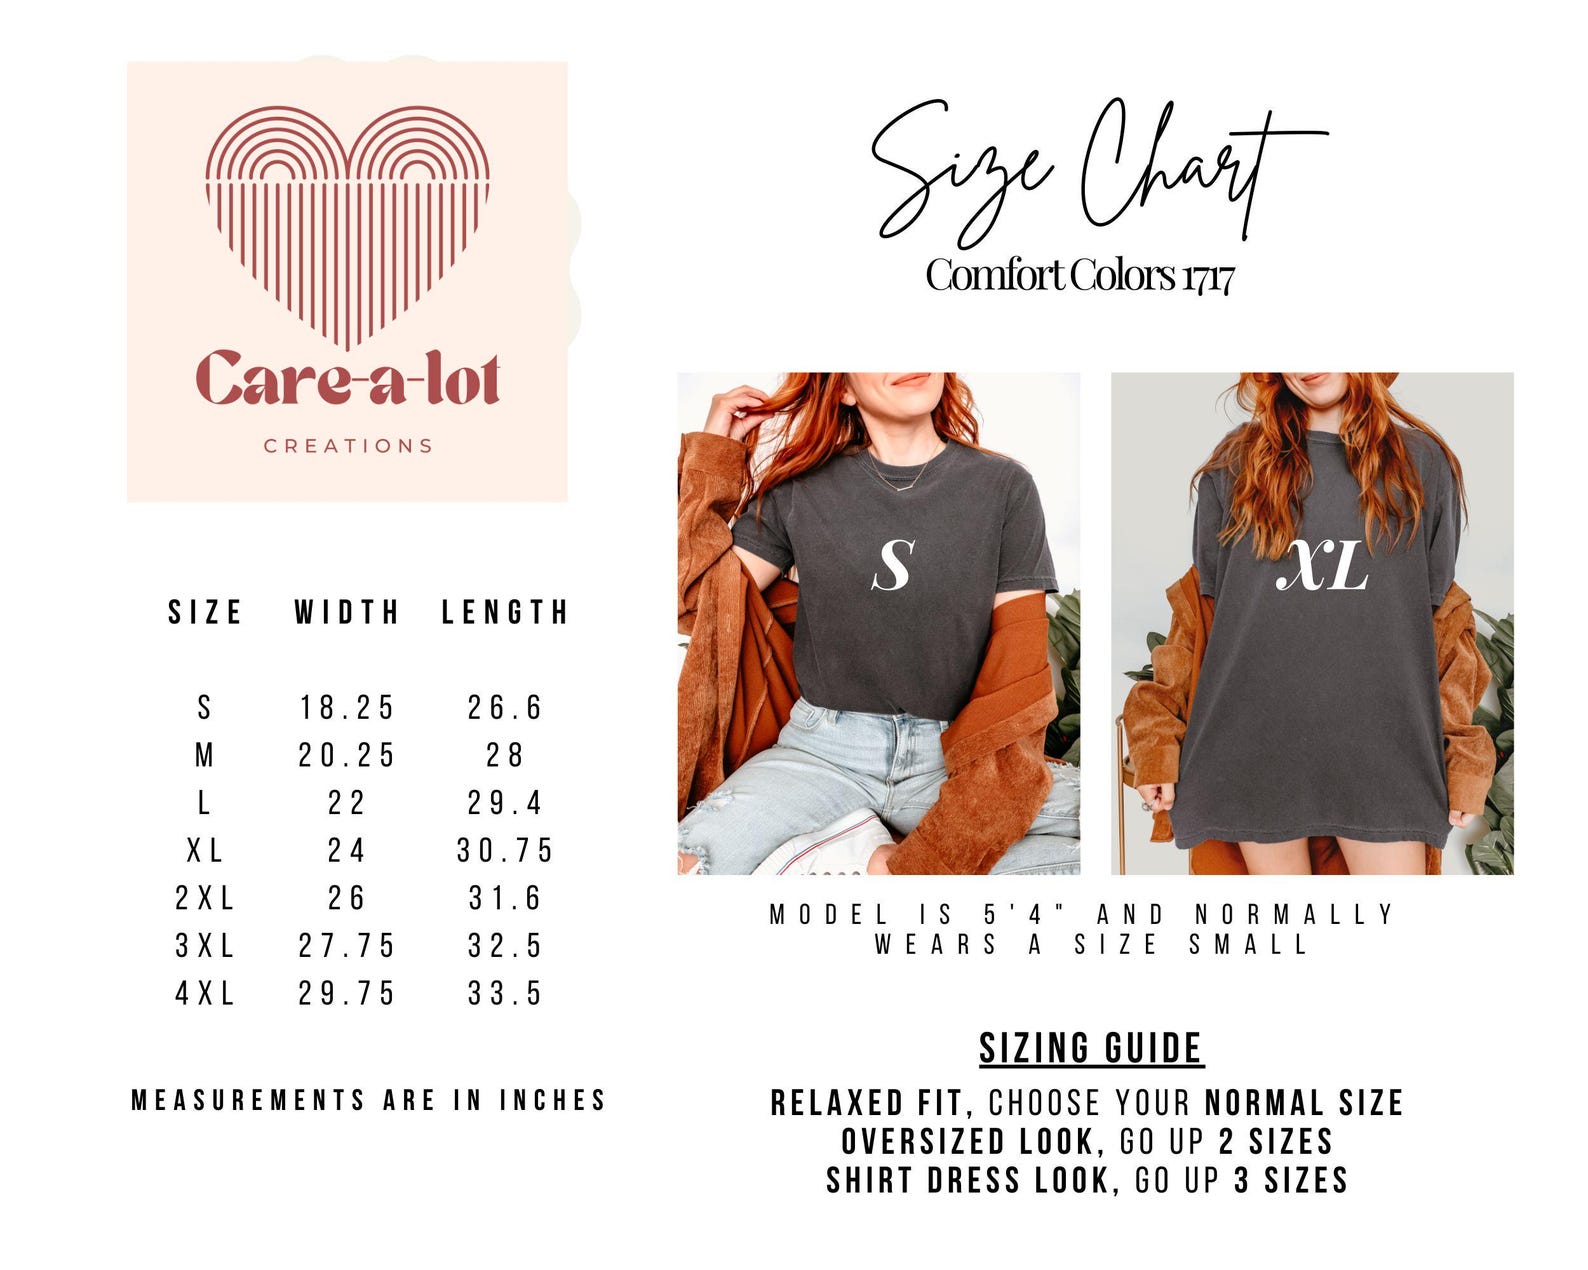 Care-a-lot
CREATIONS
Size Chart
Comfort Colors 1717
S
XL
SIZE WIDTH LENGTH
S 18.25 26.6
M 20.25 28
L 22 29.4
XL 24 30.75
2XL 26 31.6
3XL 27.75 32.5
4XL 29.75 33.5
MEASUREMENTS ARE IN INCHES
MODEL IS 5'4" AND NORMALLY
WEARS A SIZE SMALL
SIZING GUIDE
RELAXED FIT, CHOOSE YOUR NORMAL SIZE
OVERSIZED LOOK, GO UP 2 SIZES
SHIRT DRESS LOOK, GO UP 3 SIZES